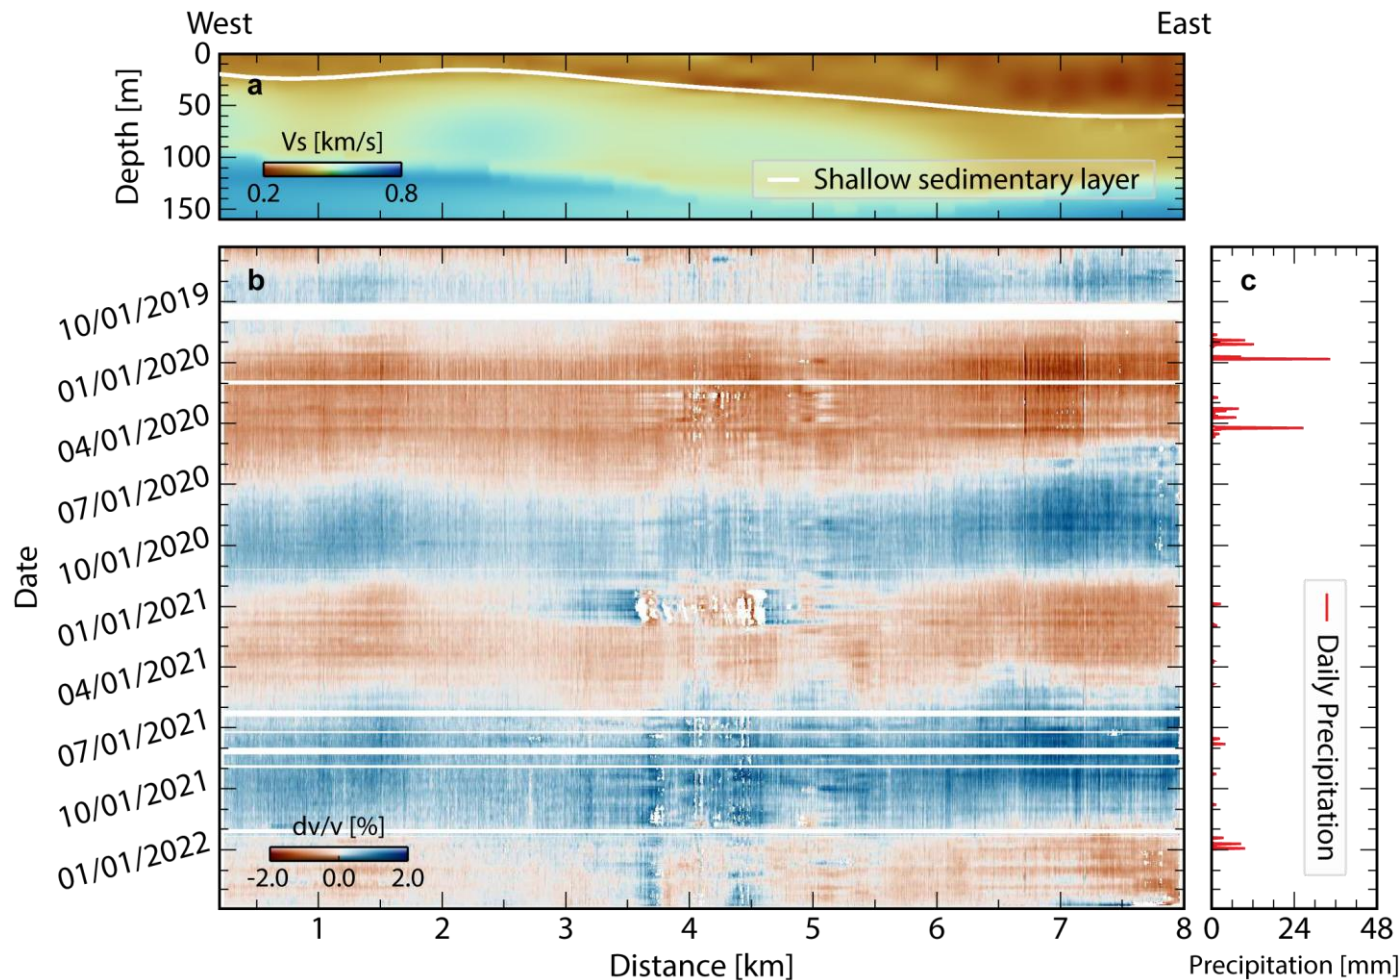 West East
0
50
100
150
Depth [m]
a
Vs [km/s]
0.2 0.8
Shallow sedimentary layer
b
c
10/01/2019
01/01/2020
04/01/2020
07/01/2020
10/01/2020
01/01/2021
04/01/2021
07/01/2021
10/01/2021
01/01/2022
Date
dv/v [%]
-2.0 0.0 2.0
Daily Precipitation
1 2 3 4 5 6 7 8
Distance [km]
0 24 48
Precipitation [mm]